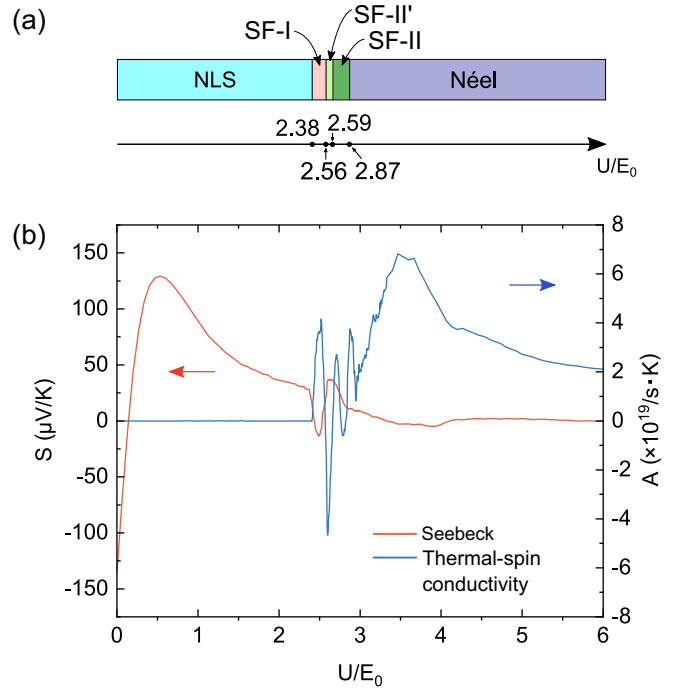 (a)
SF-II'
SF-I
SF-II
NLS
Néel
2.38
2.59
2.56
2.87
U/E₀
(b)
150
100
50
0
-50
-100
-150
S (μV/K)
8
6
4
2
0
-2
-4
-6
-8
A (×10¹⁹/s·K)
Seebeck
Thermal-spin
conductivity
0
1
2
3
4
5
6
U/E₀